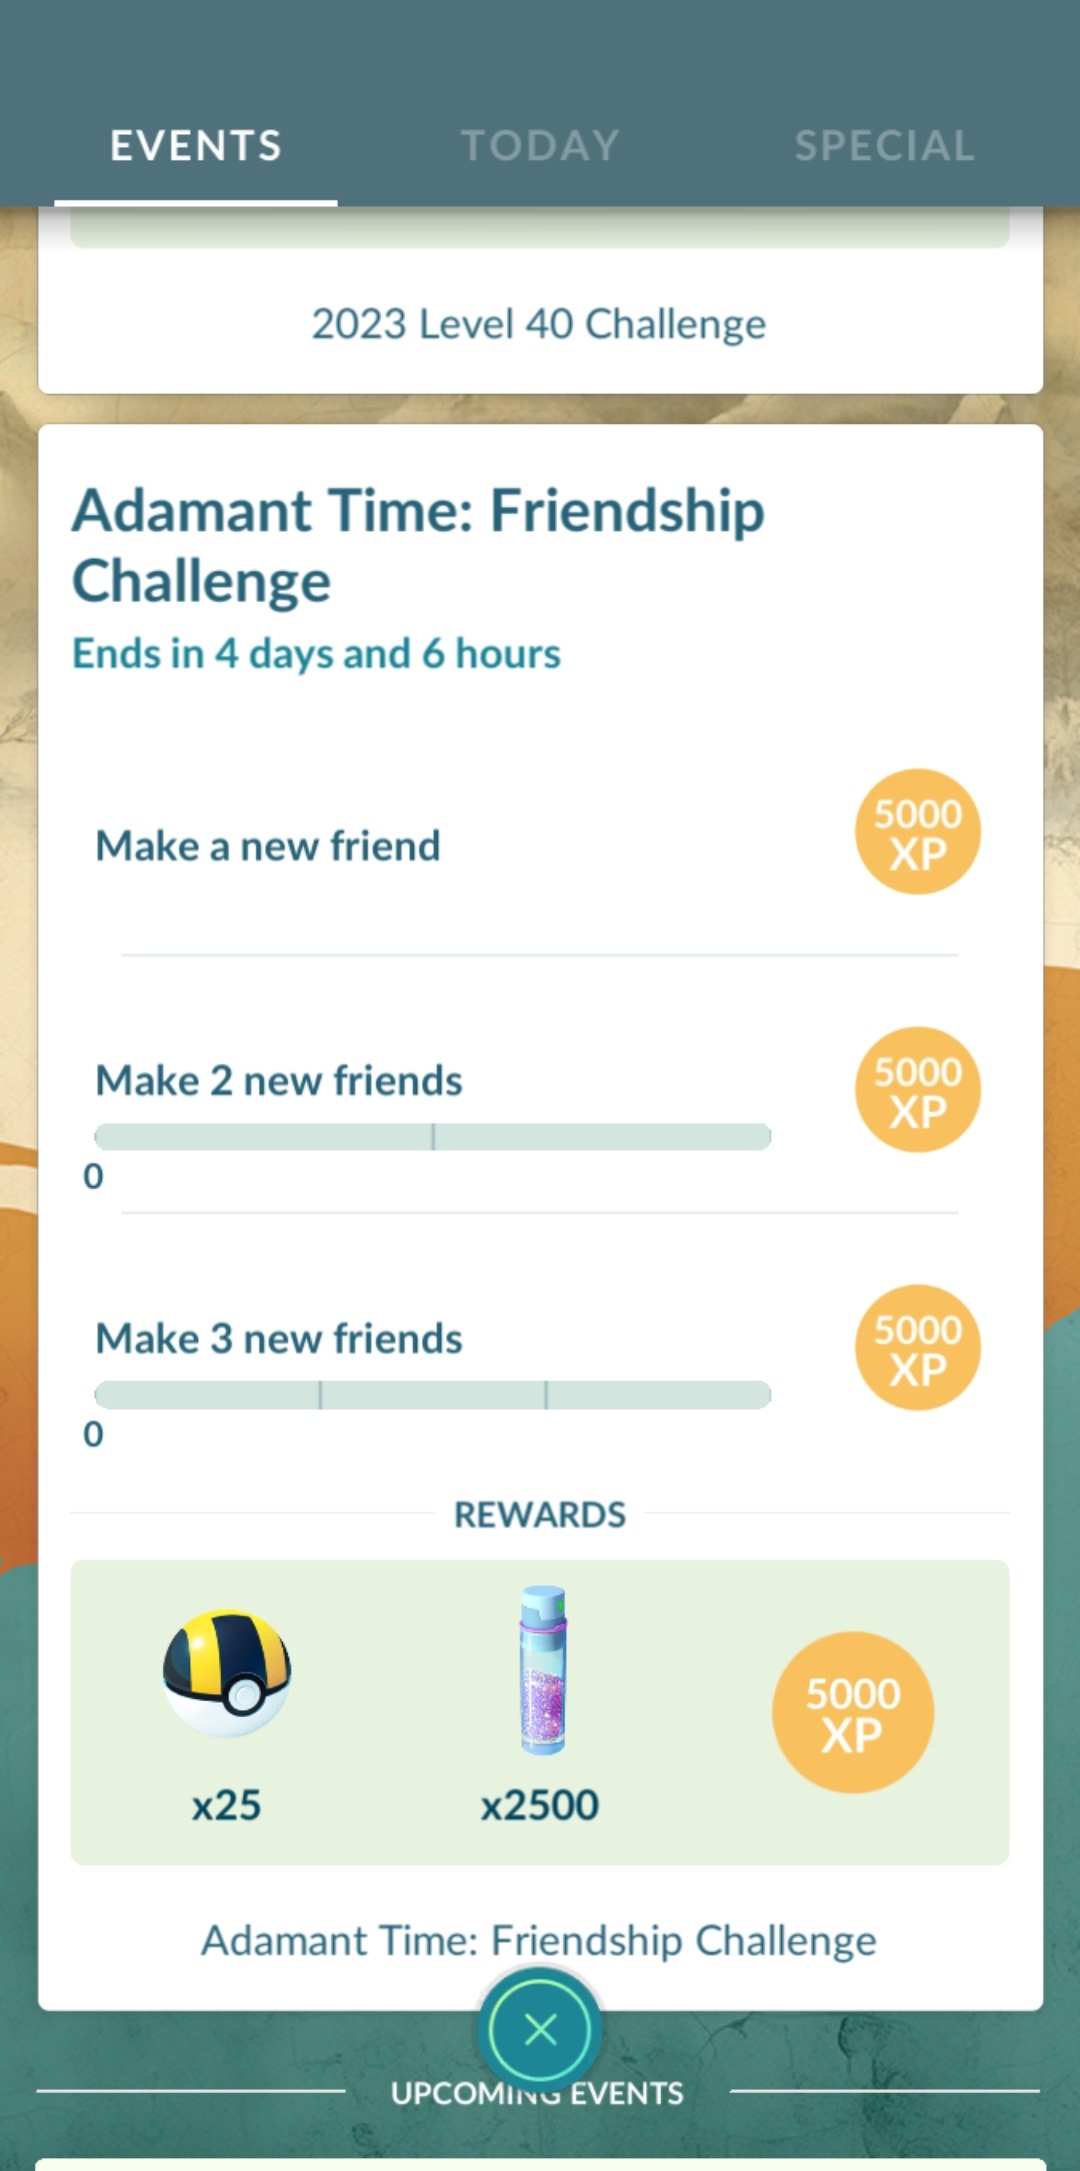 EVENTS
TODAY
SPECIAL
2023 Level 40 Challenge
Adamant Time: Friendship
Challenge
Ends in 4 days and 6 hours
Make a new friend
5000
XP
Make 2 new friends
5000
XP
0
Make 3 new friends
5000
XP
0
REWARDS
5000
XP
x25
x2500
Adamant Time: Friendship Challenge
UPCOMING EVENTS